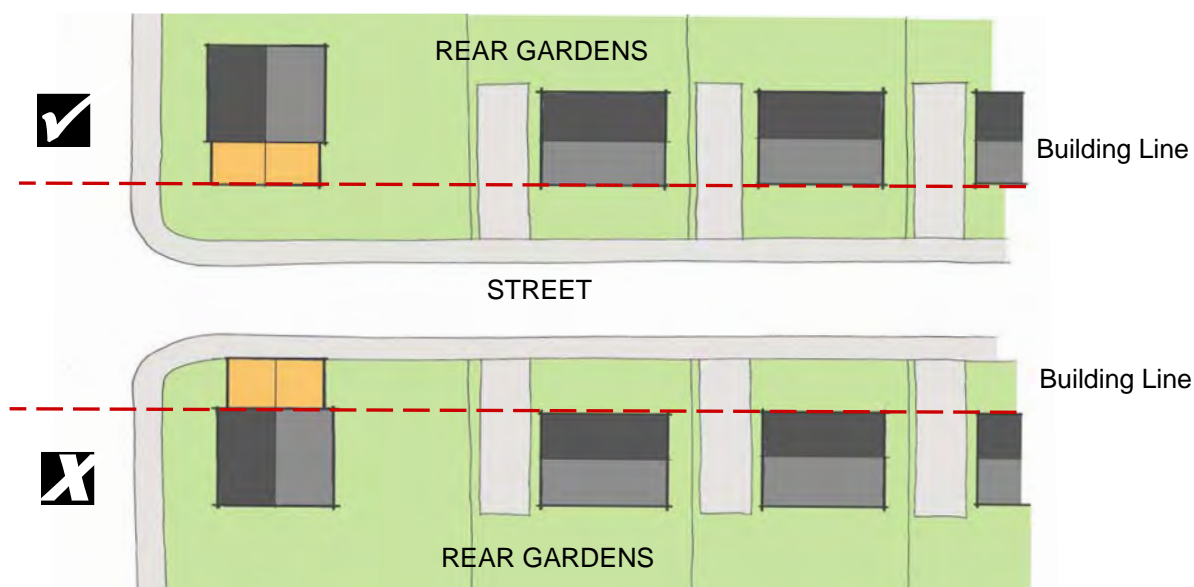 REAR GARDENS
✓
Building Line
STREET
Building Line
X
REAR GARDENS